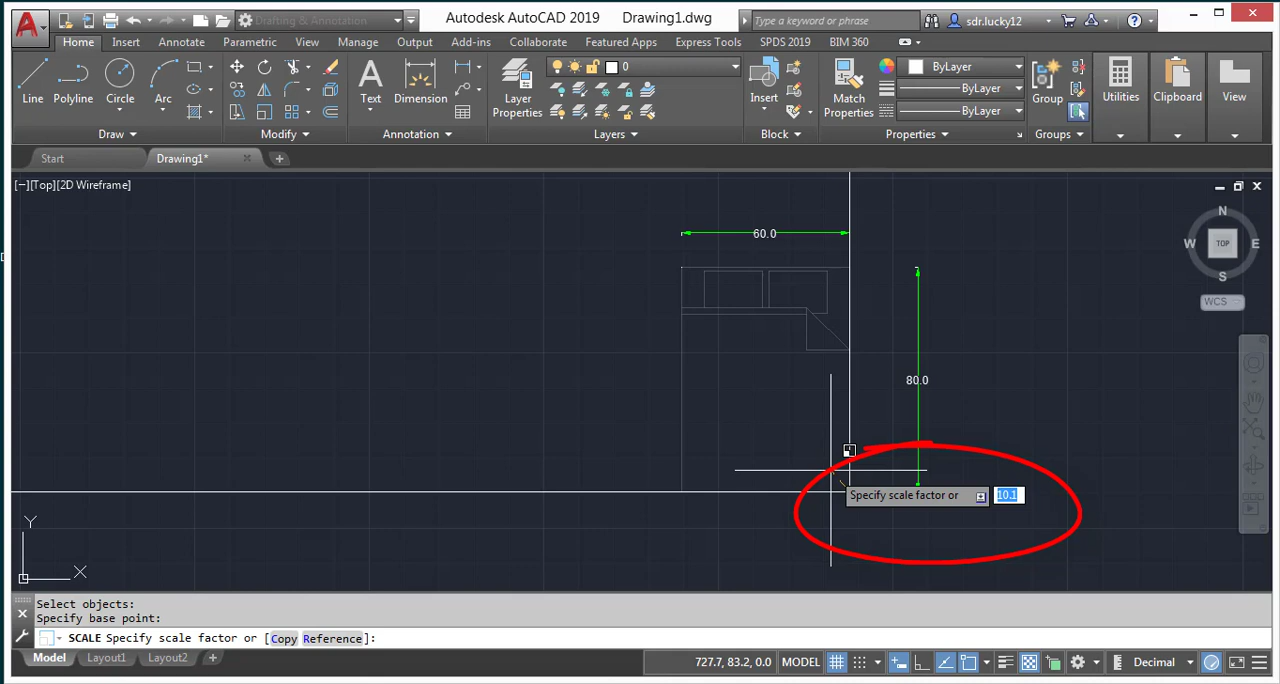 Drafting & Annotation
Autodesk AutoCAD 2019 Drawing1.dwg
Type a keyword or phrase
sdr.lucky12
Home Insert Annotate Parametric View Manage Output Add-ins Collaborate Featured Apps Express Tools SPDS 2019 BIM 360
0
ByLayer
ByLayer
ByLayer
Line Polyline Circle Arc
Text Dimension
Layer Properties
Insert
Match Properties
Group
Utilities
Clipboard
View
Draw Modify Annotation Layers Block Properties Groups
Start Drawing1*
[−][Top][2D Wireframe]
N
W TOP E
S
WCS
60.0
80.0
Specify scale factor or 10.1
Y
X
Select objects:
Specify base point:
SCALE Specify scale factor or [Copy Reference]:
Model Layout1 Layout2
727.7, 83.2, 0.0 MODEL Decimal